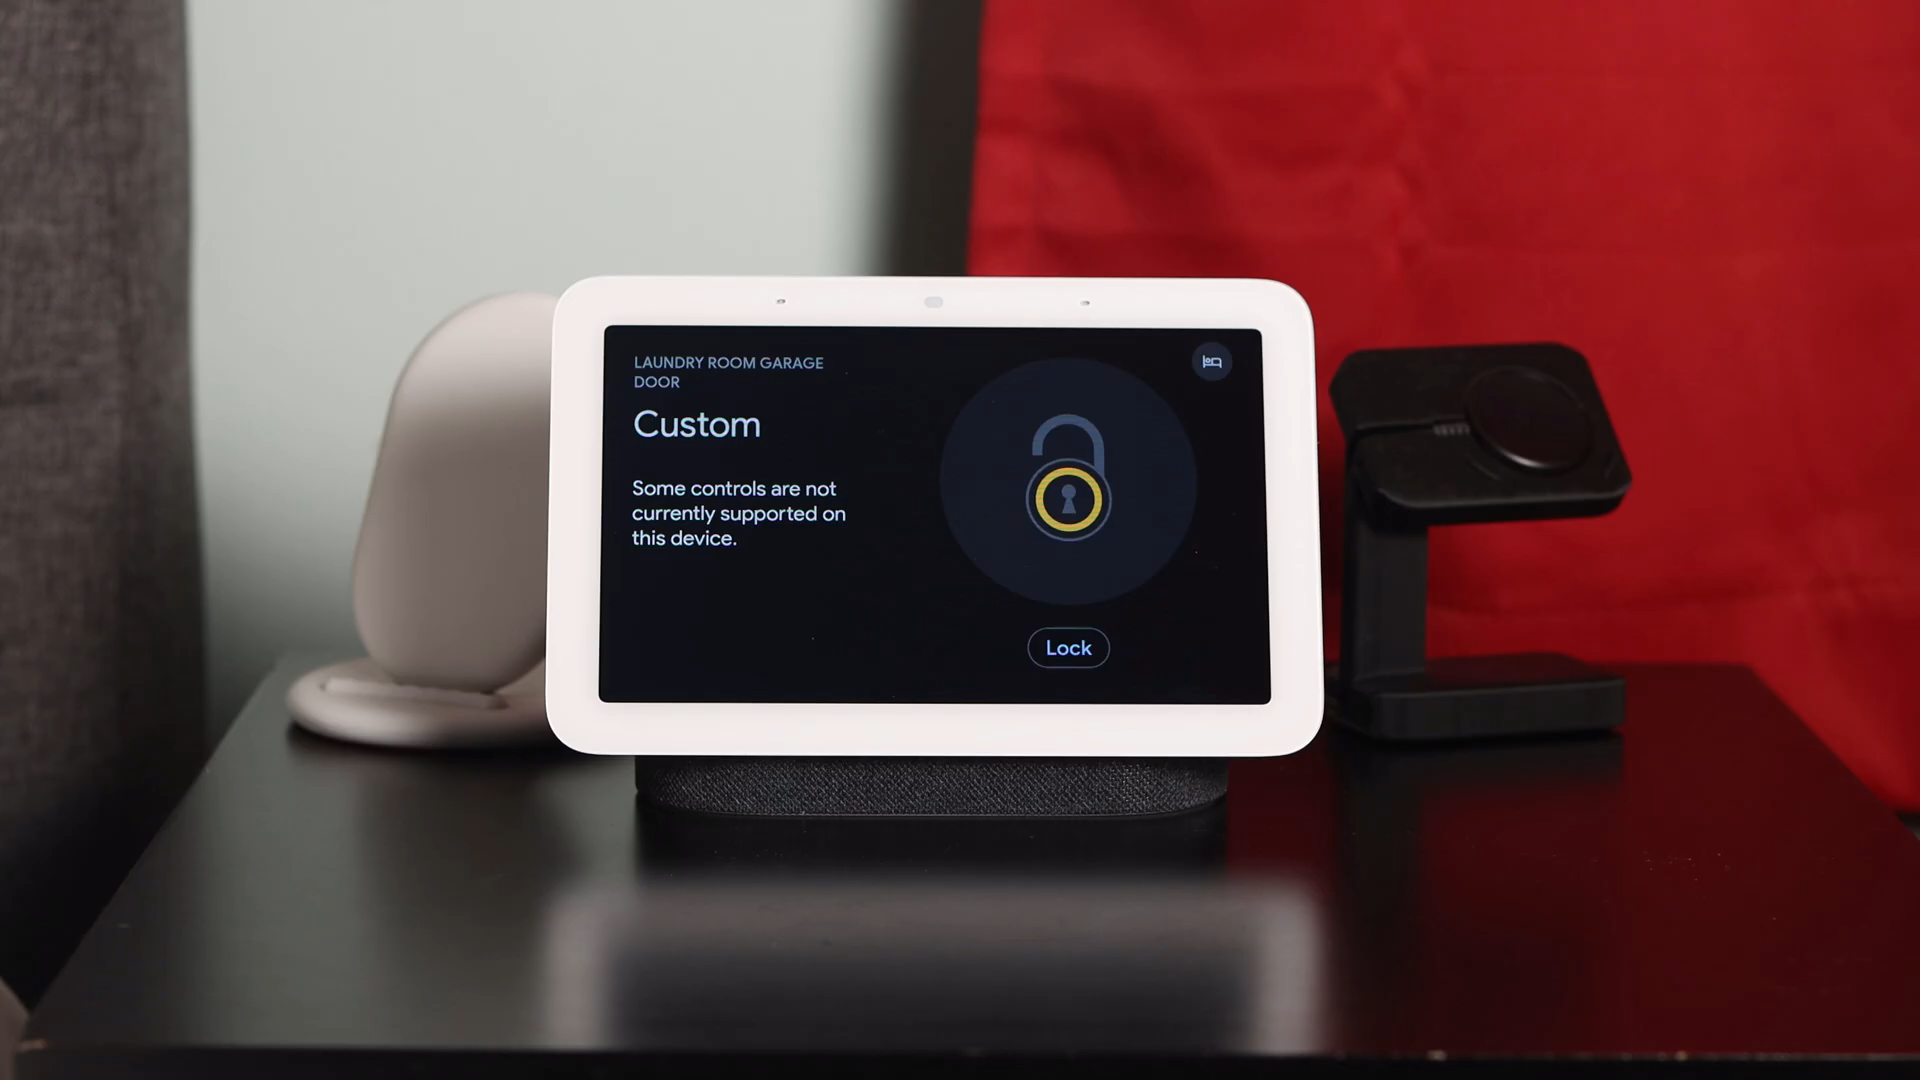 LAUNDRY ROOM GARAGE
DOOR
Custom
Some controls are not
currently supported on
this device.
Lock